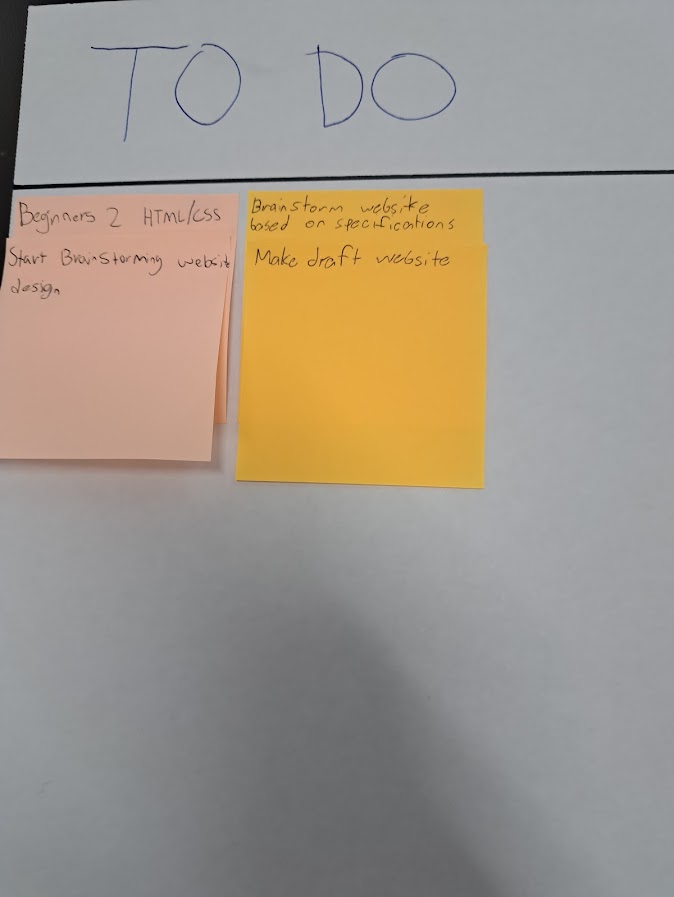 TO DO
Beginners 2 HTML/CSS
Start Brainstorming website
design
Brainstorm website
based on specifications
Make draft website